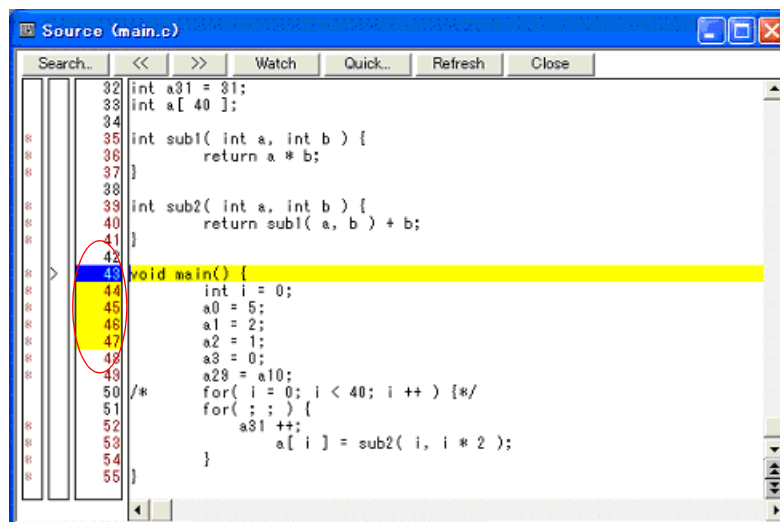 Source (main.c)
Search.. << >> Watch Quick... Refresh Close
32 int a31 = 31;
33 int a[ 40 ];
34
* 35 int sub1( int a, int b ) {
* 36 return a * b;
* 37 }
38
* 39 int sub2( int a, int b ) {
* 40 return sub1( a, b ) + b;
* 41 }
42
* > 43 void main() {
* 44 int i = 0;
* 45 a0 = 5;
* 46 a1 = 2;
* 47 a2 = 1;
* 48 a3 = 0;
* 49 a29 = a10;
50 /* for( i = 0; i < 40; i ++ ) {*/
51 for( ; ; ) {
* 52 a31 ++;
* 53 a[ i ] = sub2( i, i * 2 );
* 54 }
* 55 }